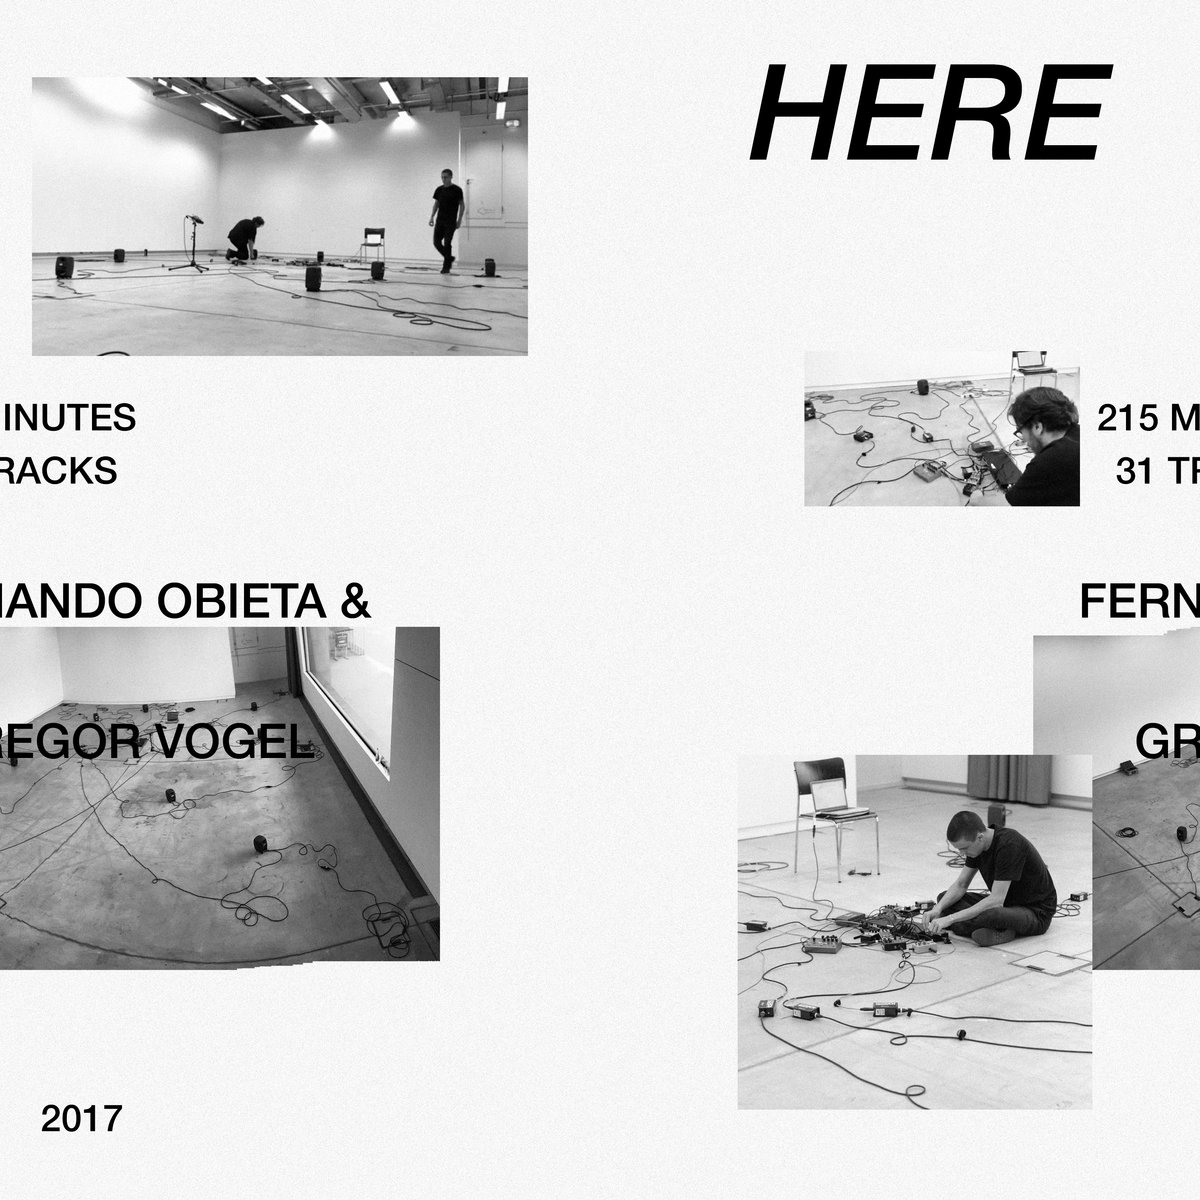 HERE
INUTES
RACKS
215 M
31 TR
NANDO OBIETA &
REGOR VOGEL
FERN
GR
2017